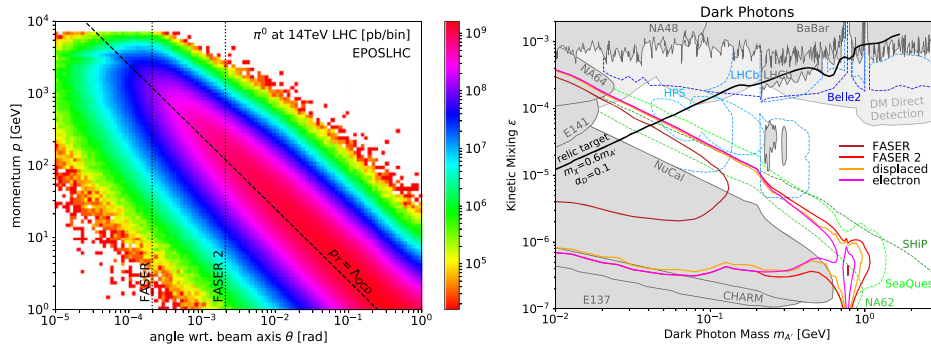 π⁰ at 14TeV LHC [pb/bin]
EPOSLHC
momentum p [GeV]
10⁴
10³
10²
10¹
10⁰
FASER
FASER 2
p_T = Λ_QCD
10⁻⁵
10⁻⁴
10⁻³
10⁻²
10⁻¹
10⁰
angle wrt. beam axis θ [rad]
10⁹
10⁸
10⁷
10⁶
10⁵
Dark Photons
Kinetic Mixing ε
10⁻³
10⁻⁴
10⁻⁵
10⁻⁶
10⁻⁷
NA48
BaBar
NA64
LHCb
LHCb
HPS
Belle2
DM Direct
Detection
E141
relic target
m_χ=0.6m_A'
α_D=0.1
NuCal
FASER
FASER 2
displaced
electron
SHiP
SeaQues
NA62
CHARM
E137
10⁻²
10⁻¹
10⁰
Dark Photon Mass m_A' [GeV]